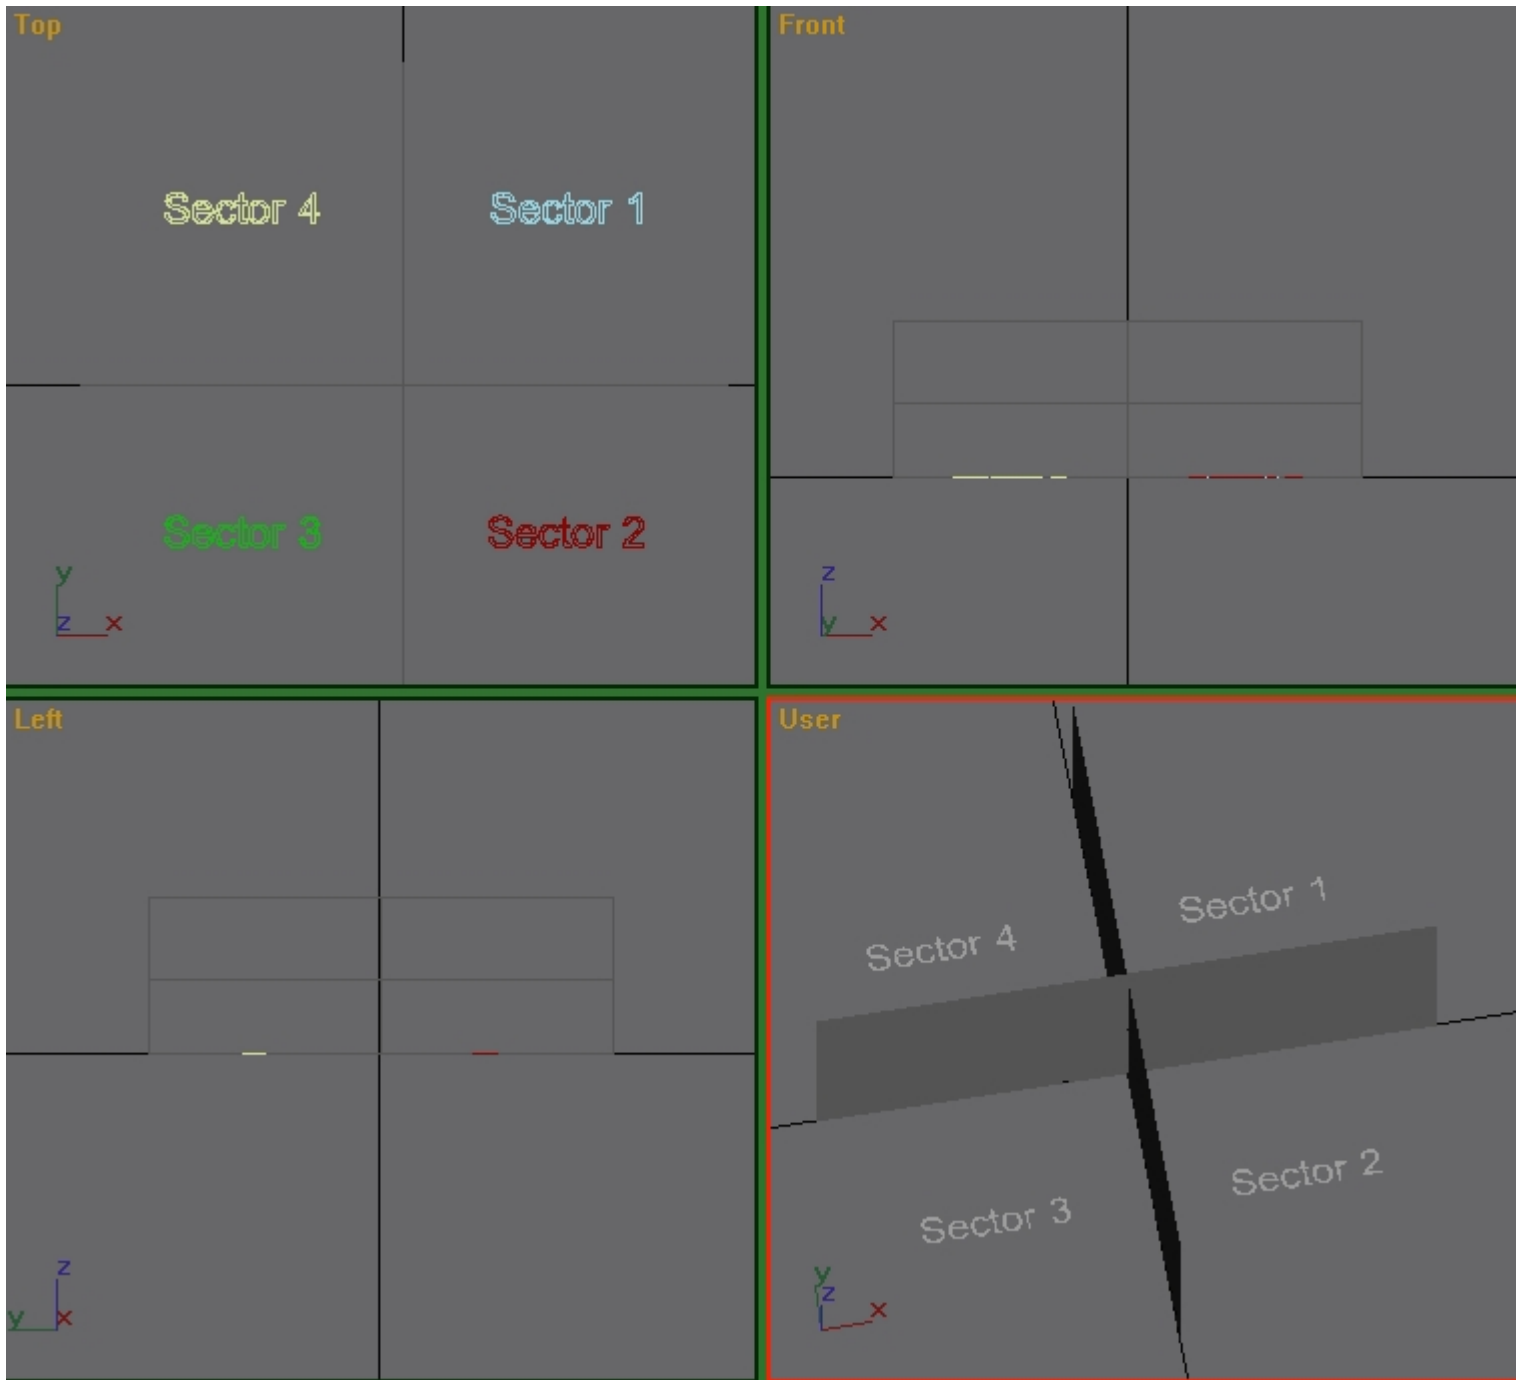 Top
Sector 4 Sector 1
Sector 3 Sector 2
y
z x
Front
z
y x
Left
z
y x
User
Sector 1
Sector 4
Sector 2
Sector 3
y
z x